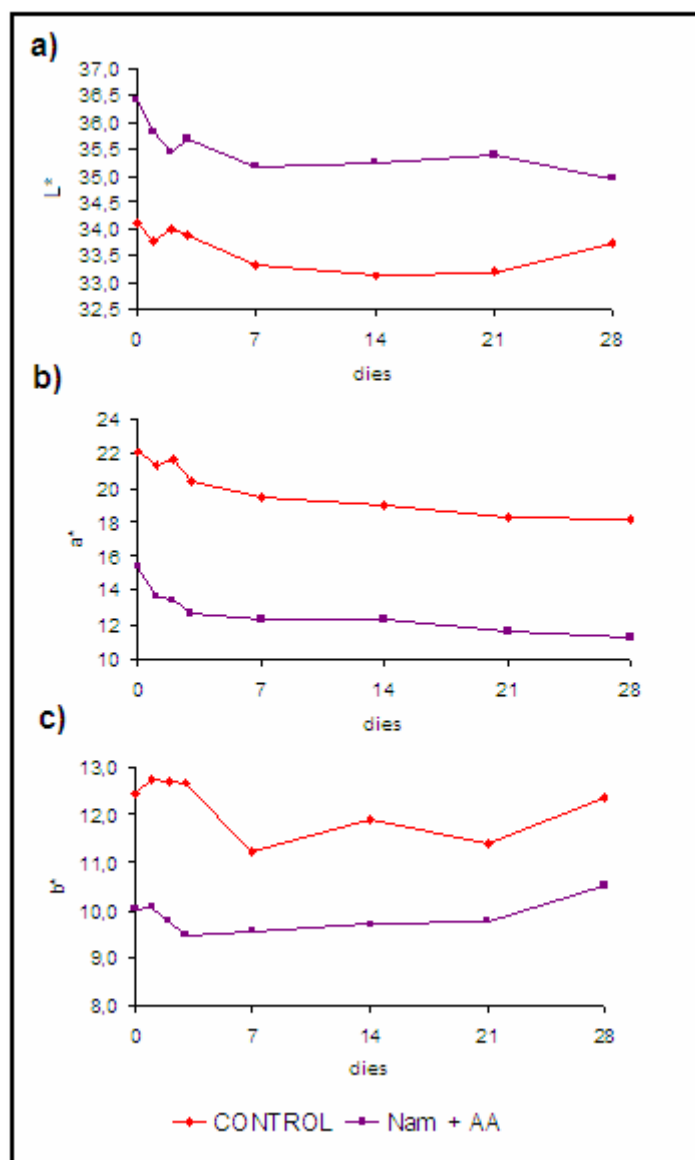 a)
37,0
36,5
36,0
35,5
35,0
34,5
34,0
33,5
33,0
32,5
L*
0 7 14 21 28
dies
b)
24
22
20
18
16
14
12
10
a*
0 7 14 21 28
dies
c)
13,0
12,0
11,0
10,0
9,0
8,0
b*
0 7 14 21 28
dies
CONTROL Nam + AA